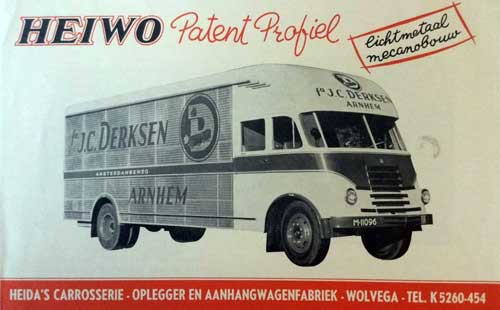 HEIWO Patent Profiel
lichtmetaal
mecanobouw
fa J.C. DERKSEN
ARNHEM
fa J.C. DERKSEN
D
AMSTERDAMSEWEG
ARNHEM
M-11096
HEIDA'S CARROSSERIE - OPLEGGER EN AANHANGWAGENFABRIEK - WOLVEGA - TEL. K 5260-454